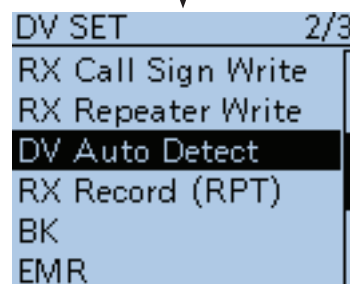 DV SET 2/3
RX Call Sign Write
RX Repeater Write
DV Auto Detect
RX Record (RPT)
BK
EMR